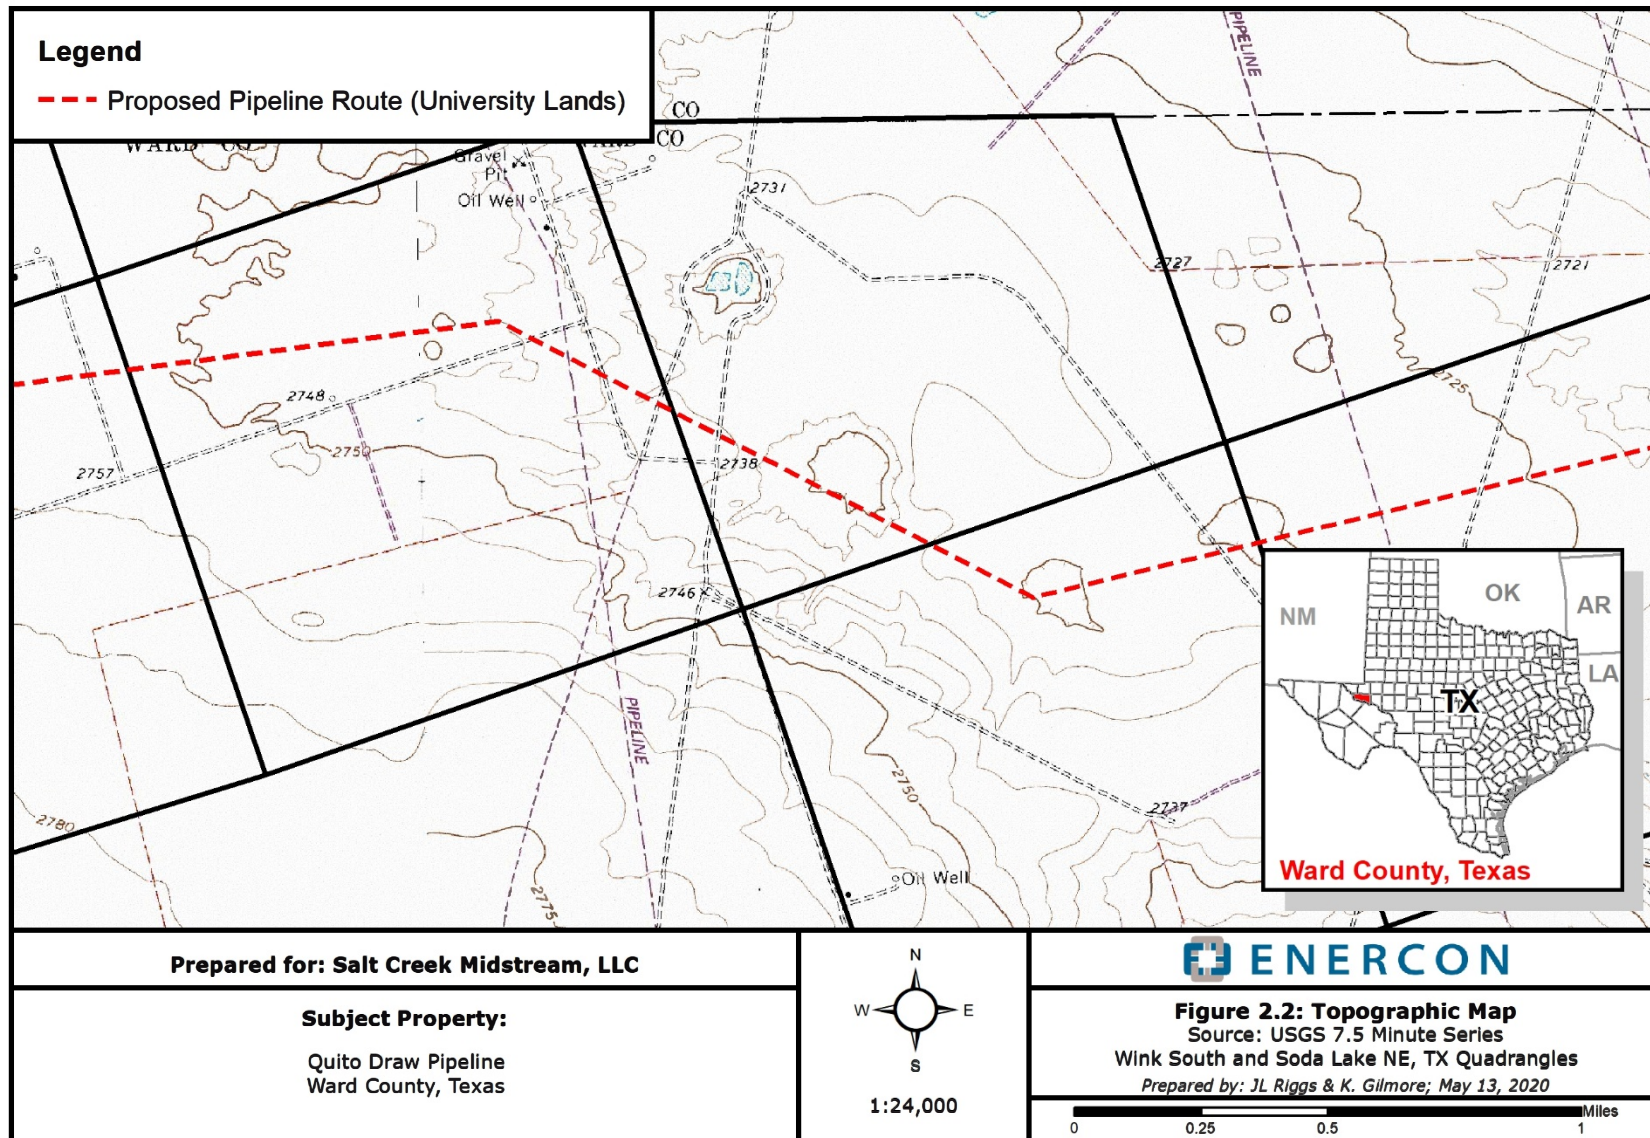 Legend
Proposed Pipeline Route (University Lands)
CO
CO
WARD CO
Gravel
Pit
Oil Well
PIPELINE
2731
2727
2721
2748
2750
2757
2738
2725
2746
PIPELINE
2750
2737
2780
2775
Oil Well
NM
OK
AR
LA
TX
Ward County, Texas
Prepared for: Salt Creek Midstream, LLC
Subject Property:
Quito Draw Pipeline
Ward County, Texas
N
W E
S
1:24,000
ENERCON
Figure 2.2: Topographic Map
Source: USGS 7.5 Minute Series
Wink South and Soda Lake NE, TX Quadrangles
Prepared by: JL Riggs & K. Gilmore; May 13, 2020
Miles
0 0.25 0.5 1